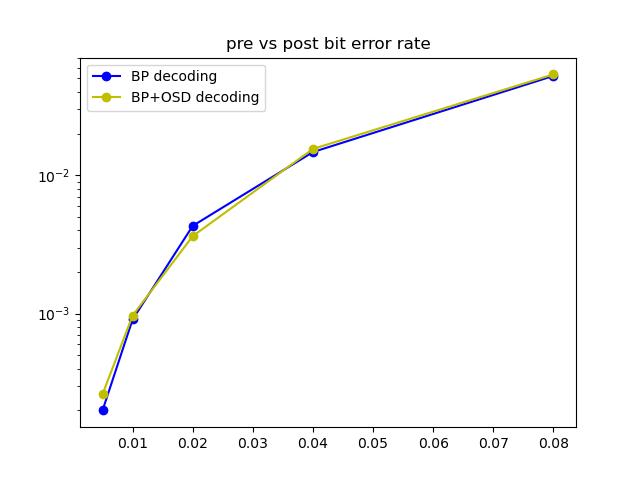 pre vs post bit error rate
BP decoding
BP+OSD decoding
10⁻²
10⁻³
0.01 0.02 0.03 0.04 0.05 0.06 0.07 0.08